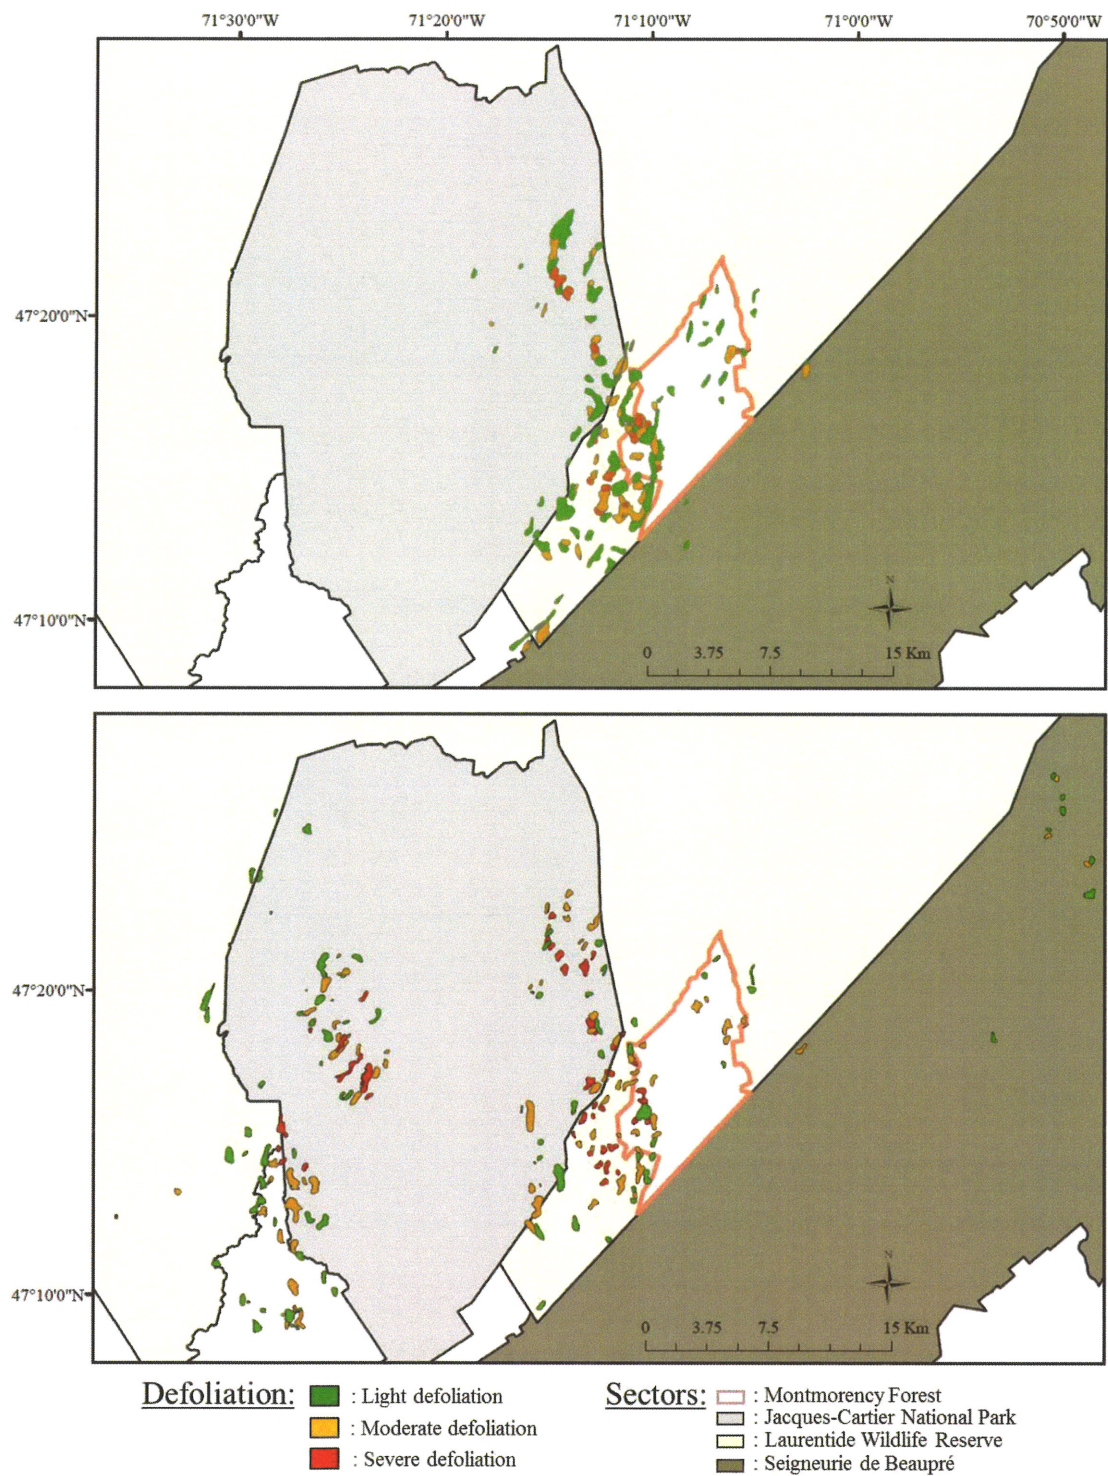 71°30'0"W 71°20'0"W 71°10'0"W 71°0'0"W 70°50'0"W
47°20'0"N
N
47°10'0"N
0 3.75 7.5 15 Km
47°20'0"N
N
47°10'0"N
0 3.75 7.5 15 Km
Defoliation:
: Light defoliation
: Moderate defoliation
: Severe defoliation
Sectors:
: Montmorency Forest
: Jacques-Cartier National Park
: Laurentide Wildlife Reserve
: Seigneurie de Beaupré